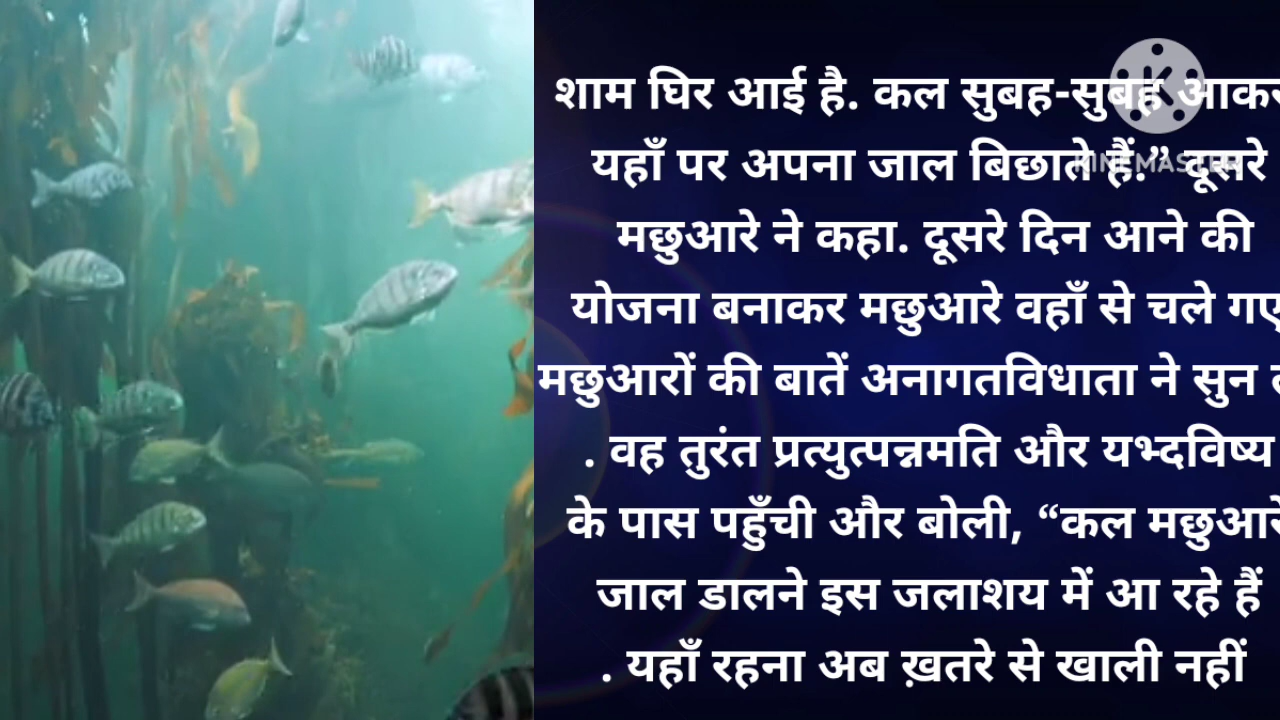 शाम घिर आई है. कल सुबह-सुबह आकर
यहाँ पर अपना जाल बिछाते हैं.” दूसरे
KINEMASTER
मछुआरे ने कहा. दूसरे दिन आने की
योजना बनाकर मछुआरे वहाँ से चले गए
मछुआरों की बातें अनागतविधाता ने सुन
. वह तुरंत प्रत्युत्पन्नमति और यभ्दविष्य
के पास पहुँची और बोली, “कल मछुआरे
जाल डालने इस जलाशय में आ रहे हैं
. यहाँ रहना अब ख़तरे से खाली नहीं